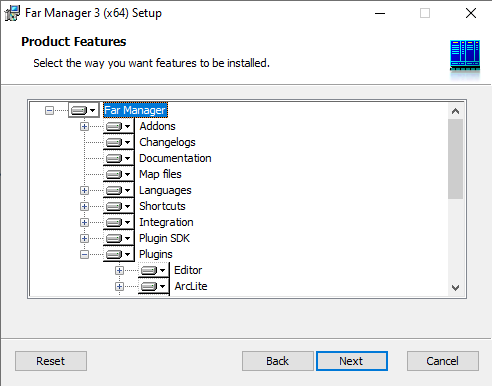 Far Manager 3 (x64) Setup
Product Features
Select the way you want features to be installed.
Far Manager
Addons
Changelogs
Documentation
Map files
Languages
Shortcuts
Integration
Plugin SDK
Plugins
Editor
ArcLite
Reset Back Next Cancel